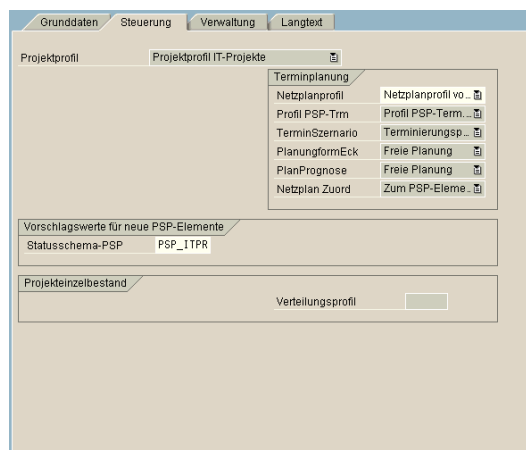 Grunddaten Steuerung Verwaltung Langtext
Projektprofil Projektprofil IT-Projekte
Terminplanung
Netzplanprofil Netzplanprofil vo...
Profil PSP-Trm Profil PSP-Term...
TerminSzernario Terminierungsp...
PlanungformEck Freie Planung
PlanPrognose Freie Planung
Netzplan Zuord Zum PSP-Eleme...
Vorschlagswerte für neue PSP-Elemente
Statusschema-PSP PSP_ITPR
Projekteinzelbestand
Verteilungsprofil